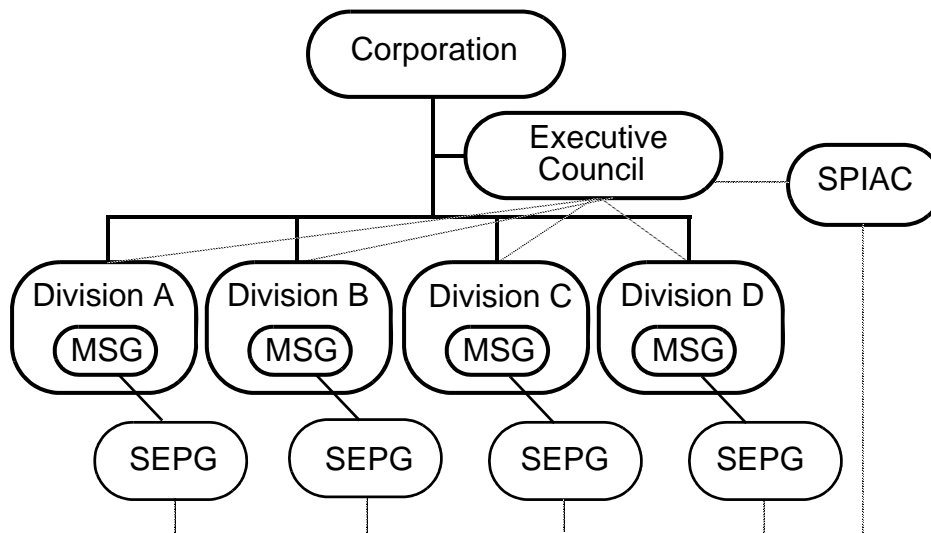 Corporation
Executive
Council
SPIAC
Division A
Division B
Division C
Division D
MSG
MSG
MSG
MSG
SEPG
SEPG
SEPG
SEPG